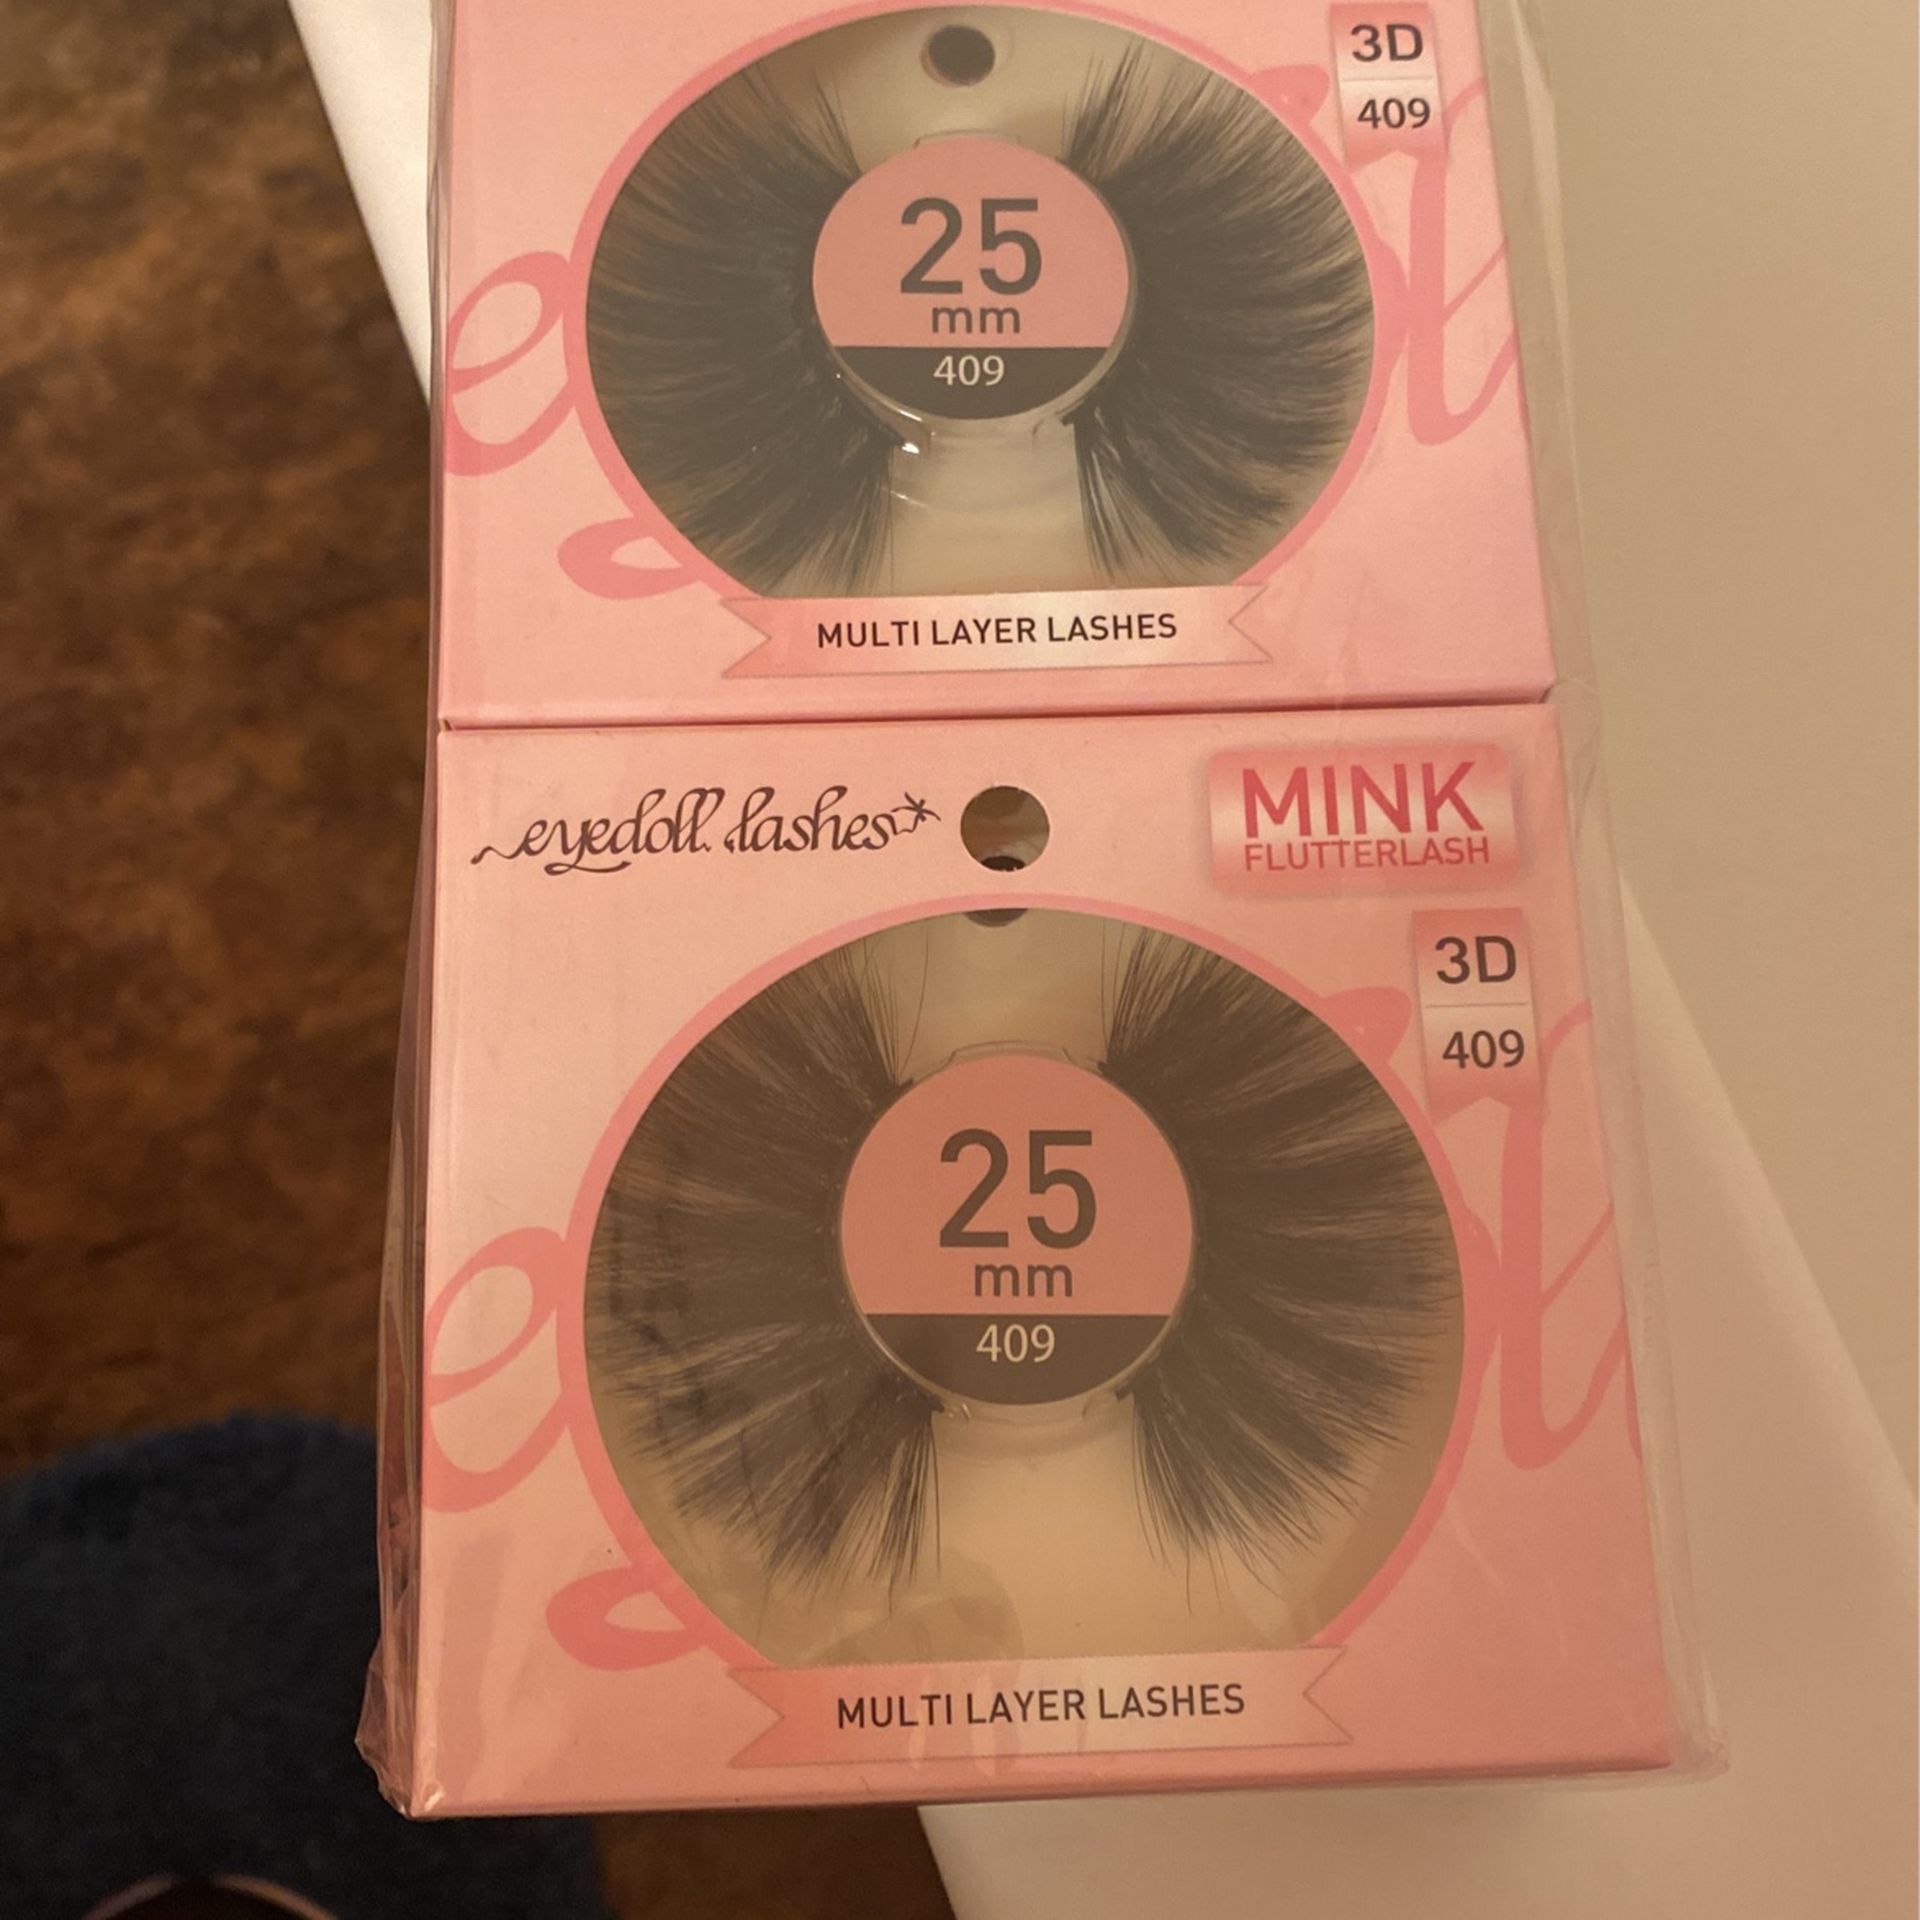 3D
409
25
mm
409
MULTI LAYER LASHES
eyedoll lashes
MINK
FLUTTERLASH
3D
409
25
mm
409
MULTI LAYER LASHES